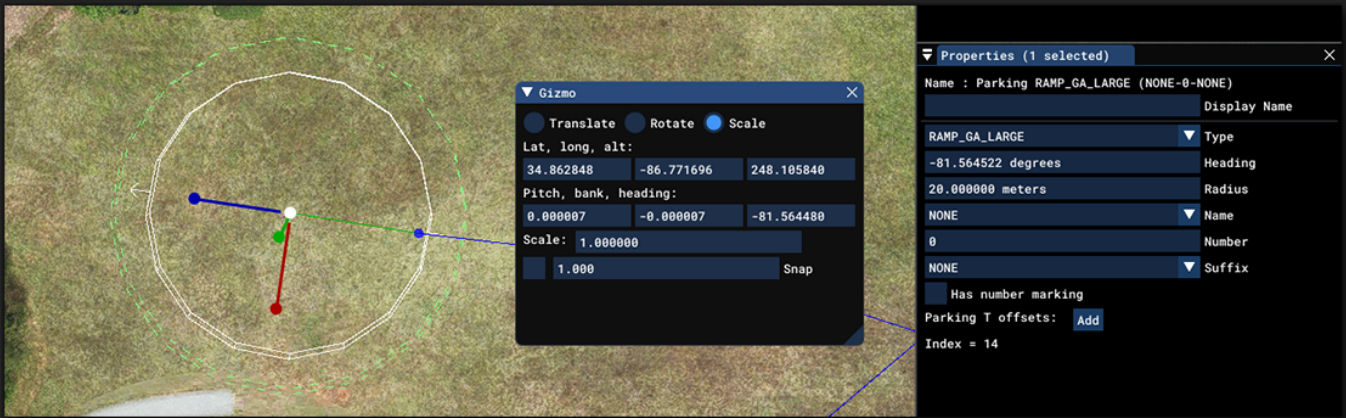 Gizmo
Translate Rotate Scale
Lat, long, alt:
34.862848 -86.771696 248.105840
Pitch, bank, heading:
0.000007 -0.000007 -81.564480
Scale: 1.000000
1.000 Snap
Properties (1 selected)
Name : Parking RAMP_GA_LARGE (NONE-0-NONE)
Display Name
RAMP_GA_LARGE Type
-81.564522 degrees Heading
20.000000 meters Radius
NONE Name
0 Number
NONE Suffix
Has number marking
Parking T offsets: Add
Index = 14